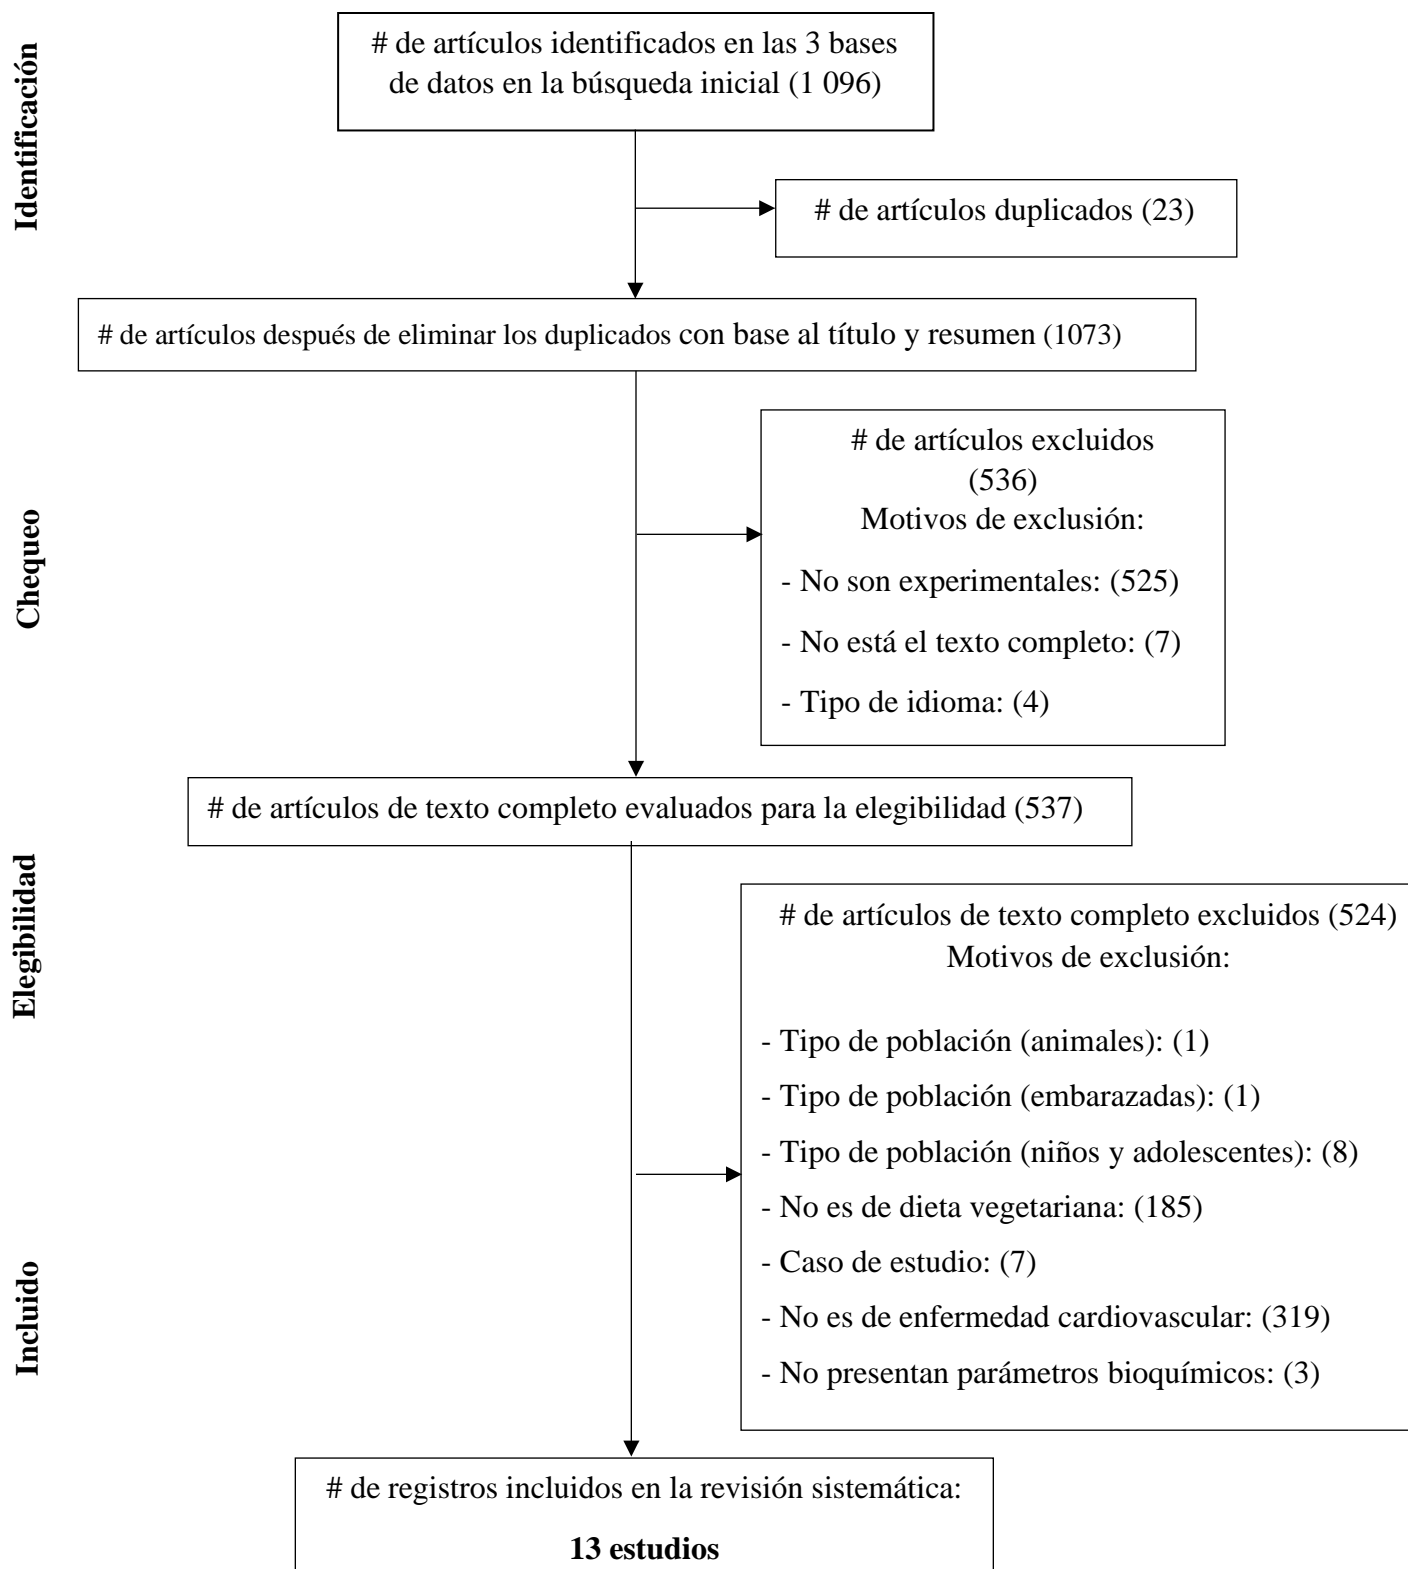 Identificación
# de artículos identificados en las 3 bases
de datos en la búsqueda inicial (1 096)
# de artículos duplicados (23)
# de artículos después de eliminar los duplicados con base al título y resumen (1073)
Chequeo
# de artículos excluidos
(536)
Motivos de exclusión:
- No son experimentales: (525)
- No está el texto completo: (7)
- Tipo de idioma: (4)
# de artículos de texto completo evaluados para la elegibilidad (537)
Elegibilidad
# de artículos de texto completo excluidos (524)
Motivos de exclusión:
- Tipo de población (animales): (1)
- Tipo de población (embarazadas): (1)
- Tipo de población (niños y adolescentes): (8)
- No es de dieta vegetariana: (185)
- Caso de estudio: (7)
- No es de enfermedad cardiovascular: (319)
- No presentan parámetros bioquímicos: (3)
Incluido
# de registros incluidos en la revisión sistemática:
13 estudios